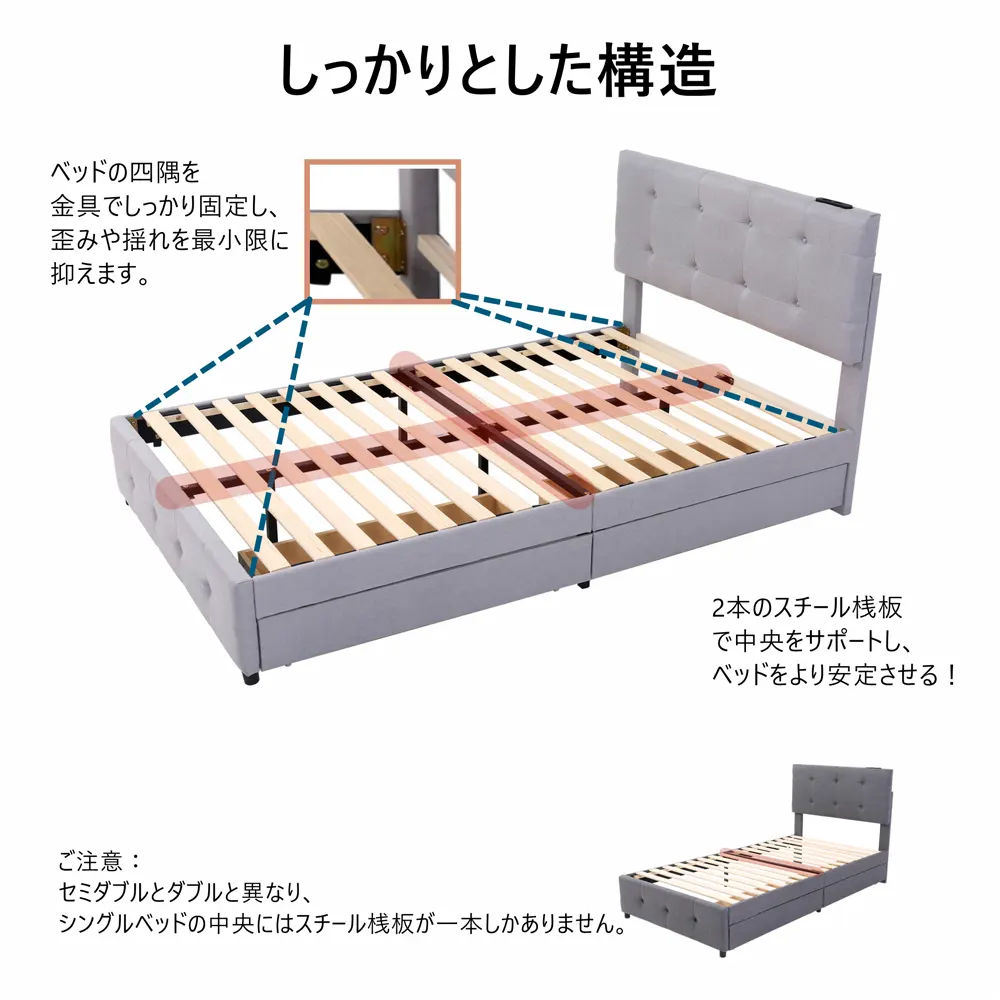 しっかりとした構造
ベッドの四隅を
金具でしっかり固定し、
歪みや揺れを最小限に
抑えます。
2本のスチール桟板
で中央をサポートし、
ベッドをより安定させる！
ご注意：
セミダブルとダブルと異なり、
シングルベッドの中央にはスチール桟板が一本しかありません。